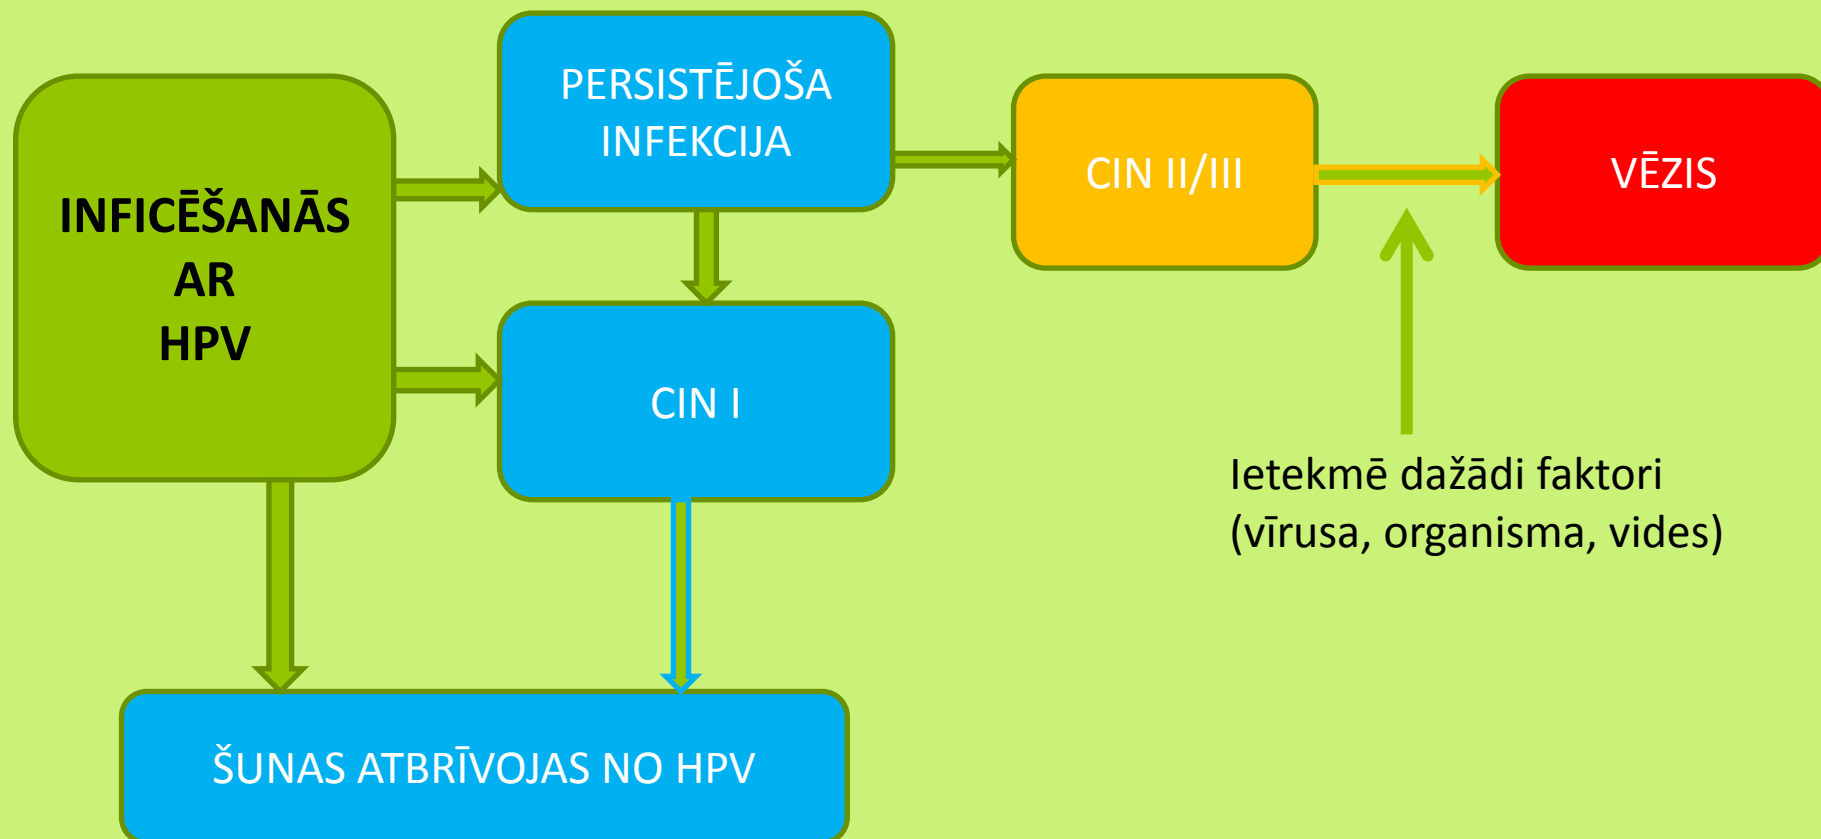 INFICĒŠANĀS
AR
HPV
PERSISTĒJOŠA
INFEKCIJA
CIN I
CIN II/III
VĒZIS
Ietekmē dažādi faktori
(vīrusa, organisma, vides)
ŠUNAS ATBRĪVOJAS NO HPV